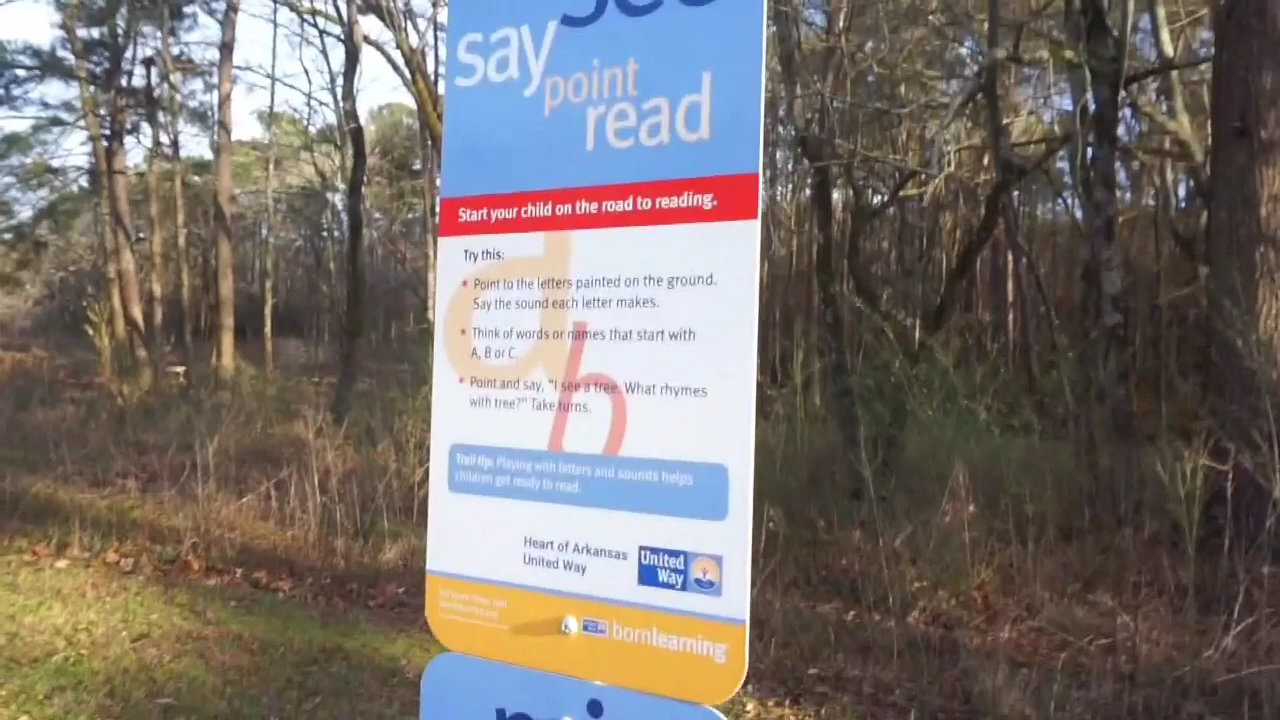 see
say
point
read
Start your child on the road to reading.
Try this:
• Point to the letters painted on the ground.
Say the sound each letter makes.
• Think of words or names that start with
A, B or C.
• Point and say, "I see a tree. What rhymes
with tree?" Take turns.
Trail tip: Playing with letters and sounds helps
children get ready to read.
Heart of Arkansas
United Way
United
Way
bornlearning